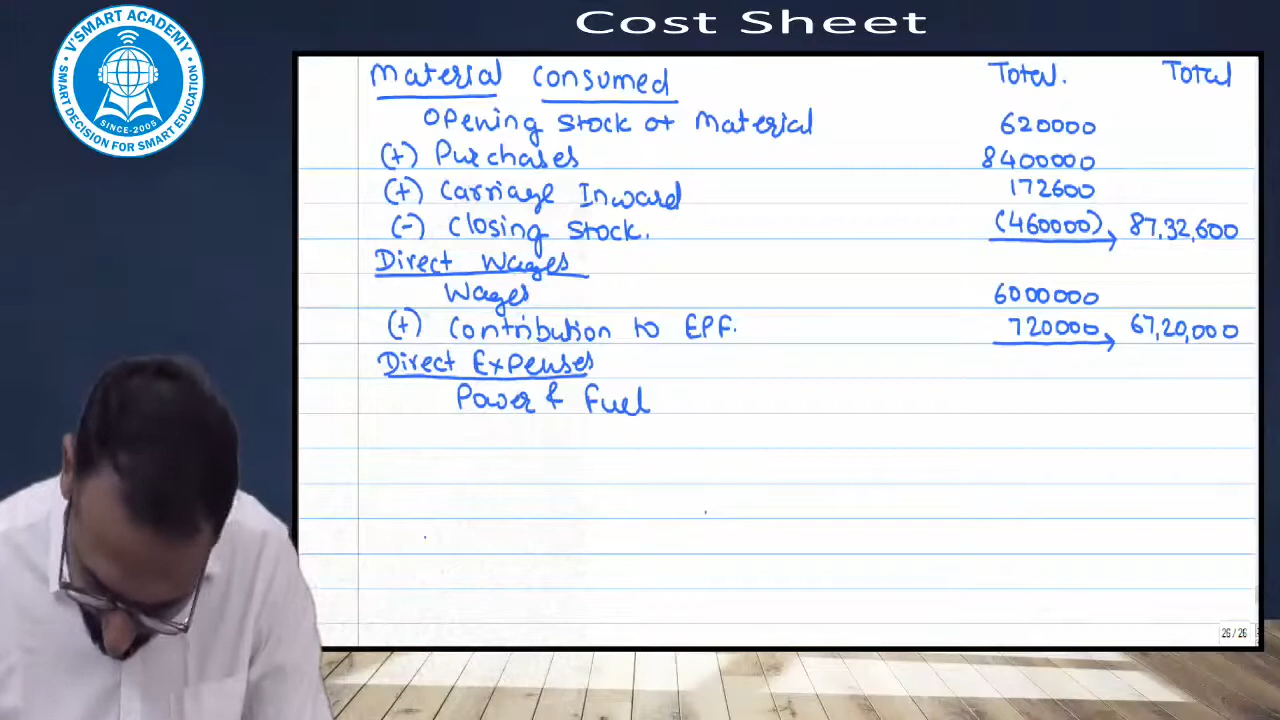 Cost Sheet
V'SMART ACADEMY
SMART DECISION FOR SMART EDUCATION
SINCE-2005
Material Consumed Total. Total
Opening Stock of Material 620000
(+) Purchases 8400000
(+) Carriage Inward 172600
(-) Closing Stock. (460000) 87,32,600
Direct Wages
Wages 6000000
(+) Contribution to EPF. 720000 67,20,000
Direct Expenses
Power & Fuel
26 / 26